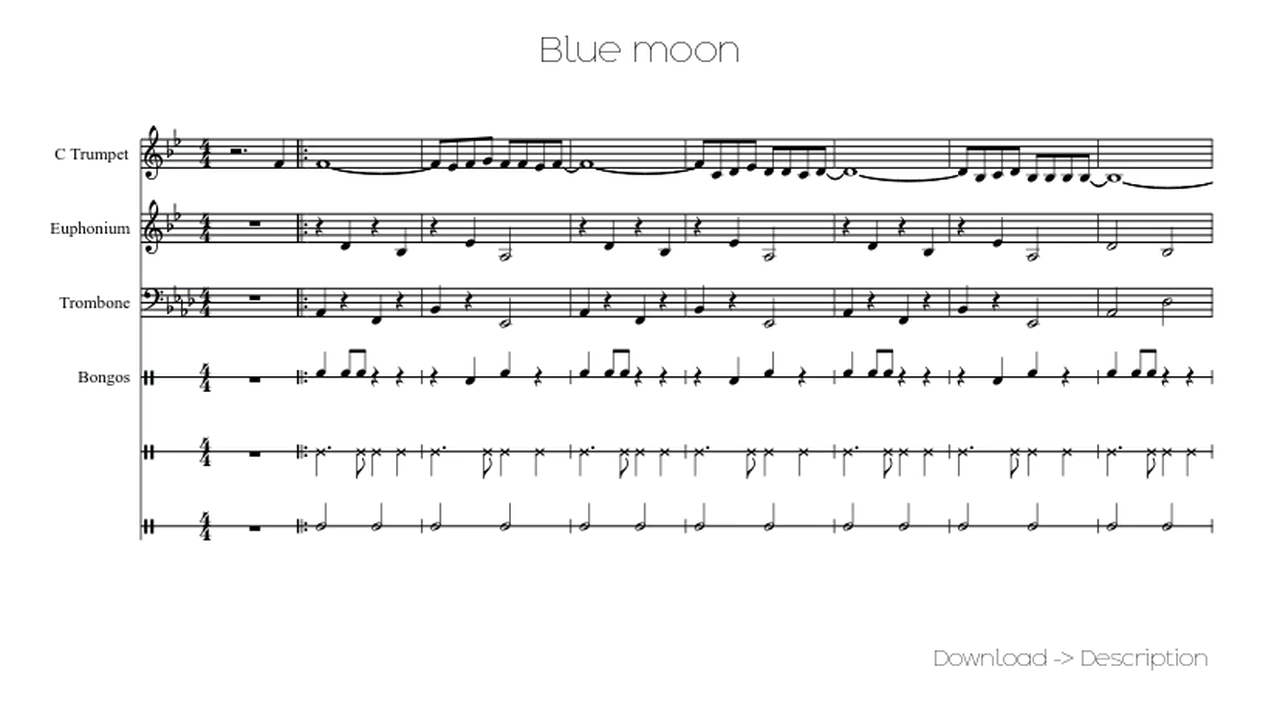 Blue moon
C Trumpet
Euphonium
Trombone
Bongos
Download -> Description